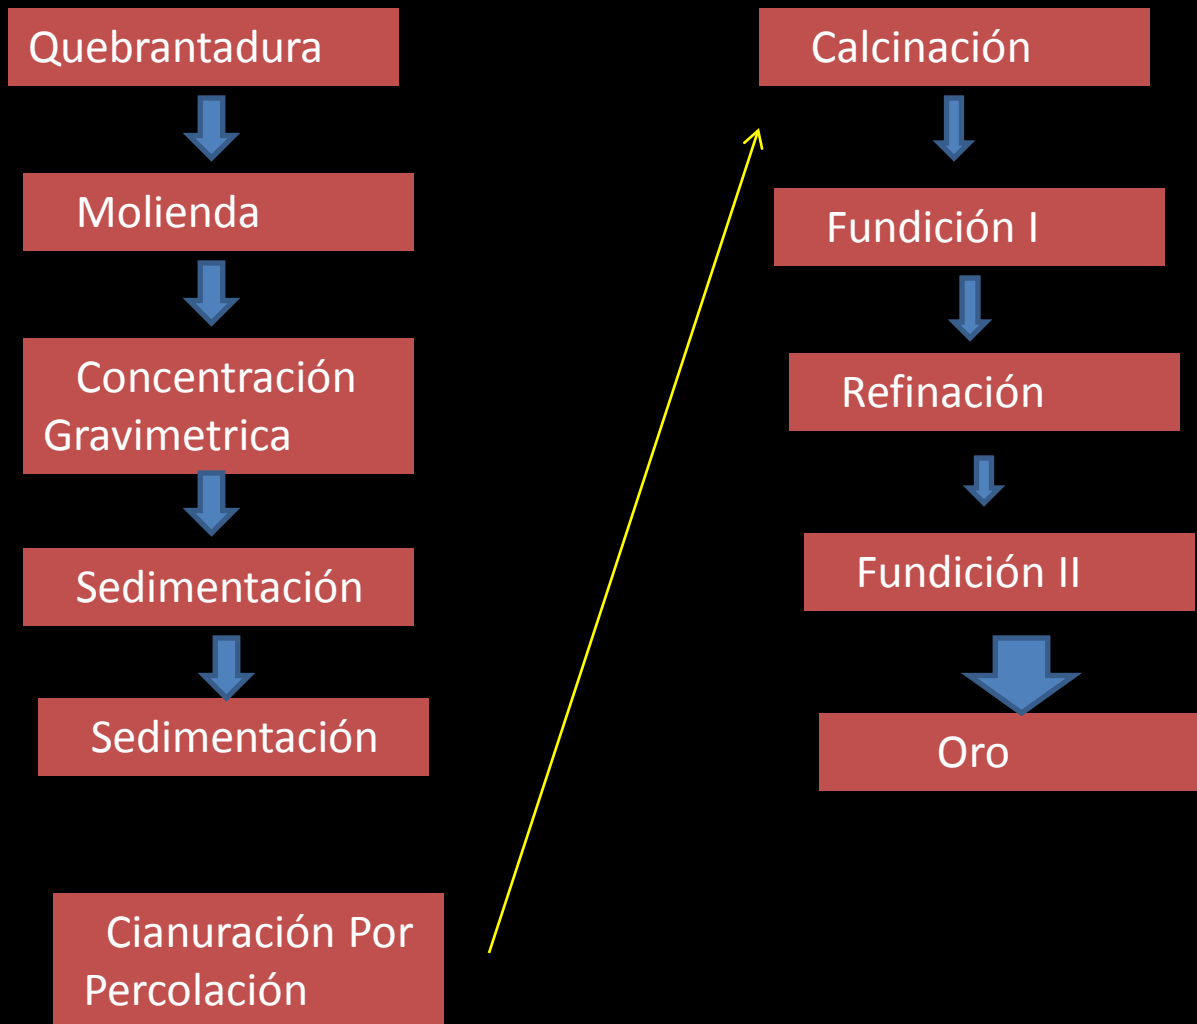 Quebrantadura
Molienda
Concentración
Gravimetrica
Sedimentación
Sedimentación
Cianuración Por
Percolación
Calcinación
Fundición I
Refinación
Fundición II
Oro